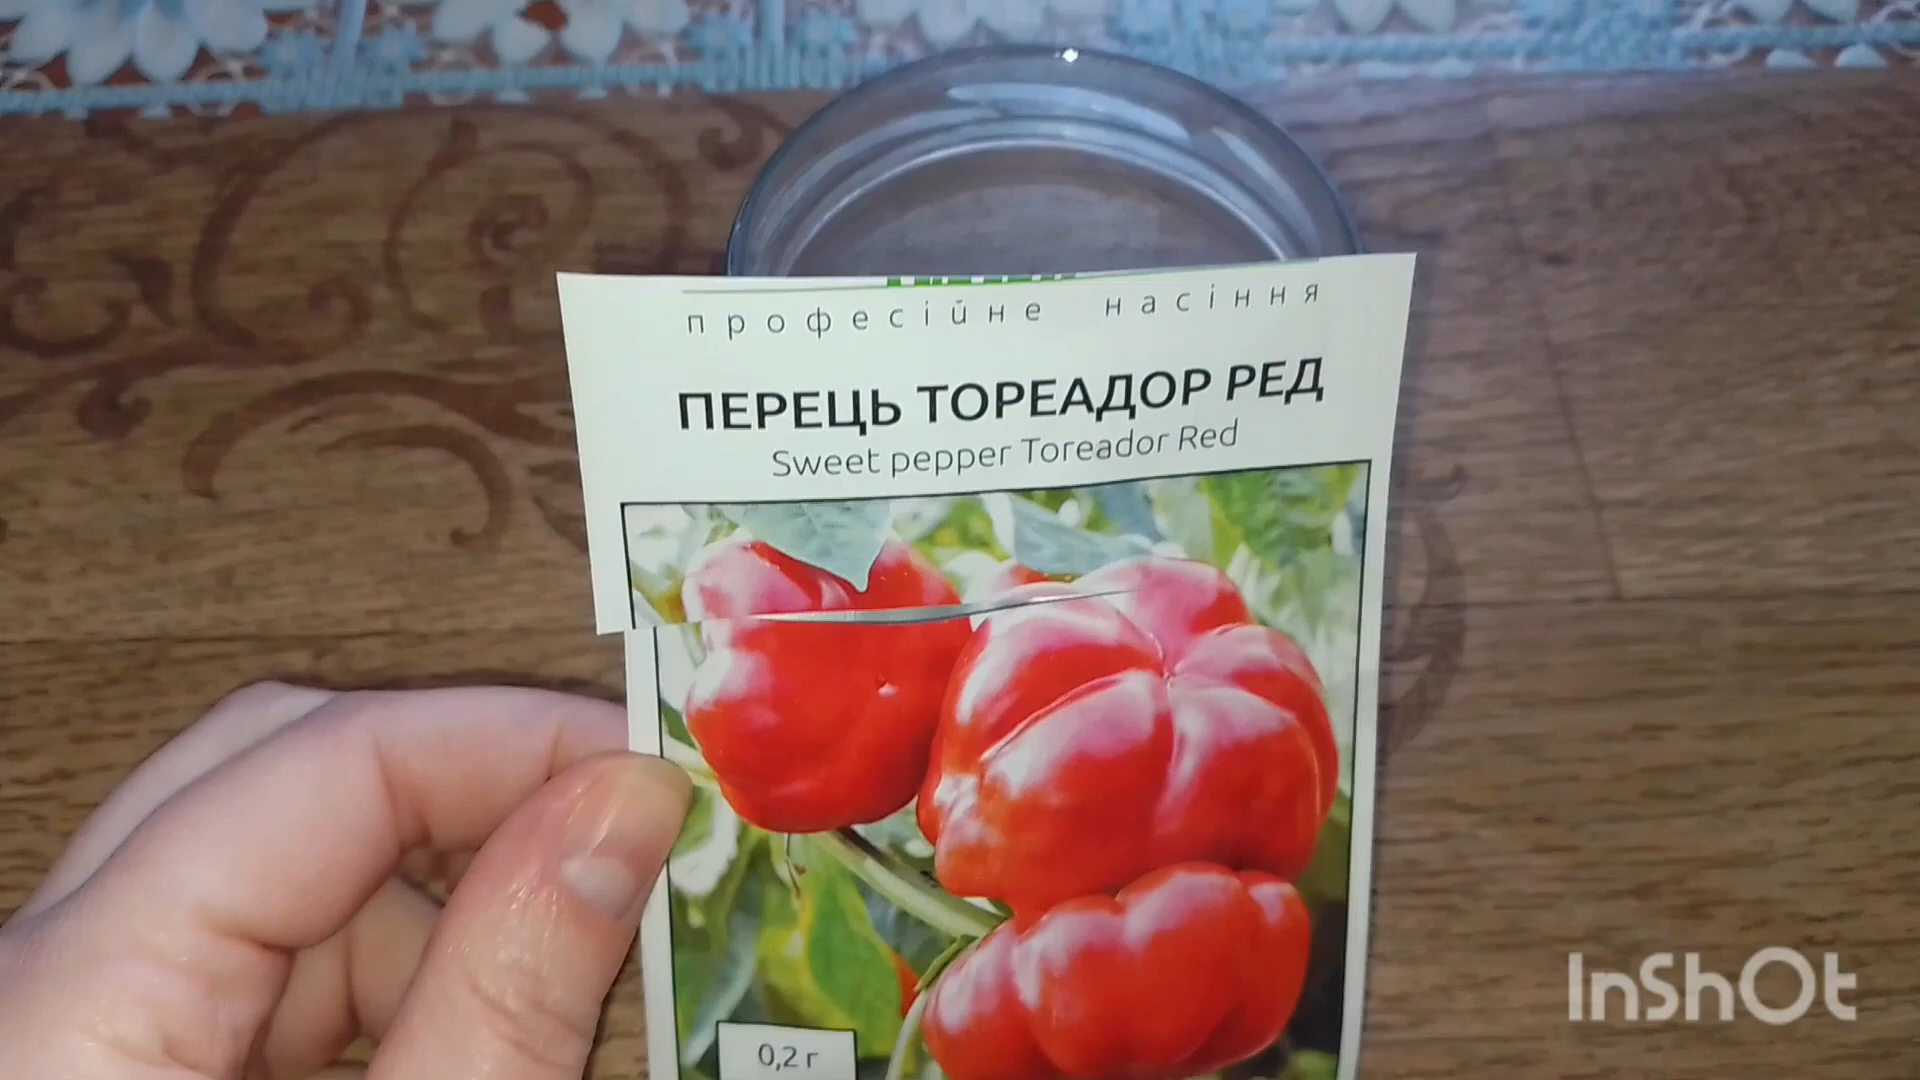 професійне насіння
ПЕРЕЦЬ ТОРЕАДОР РЕД
Sweet pepper Toreador Red
0,2 г
InShOt